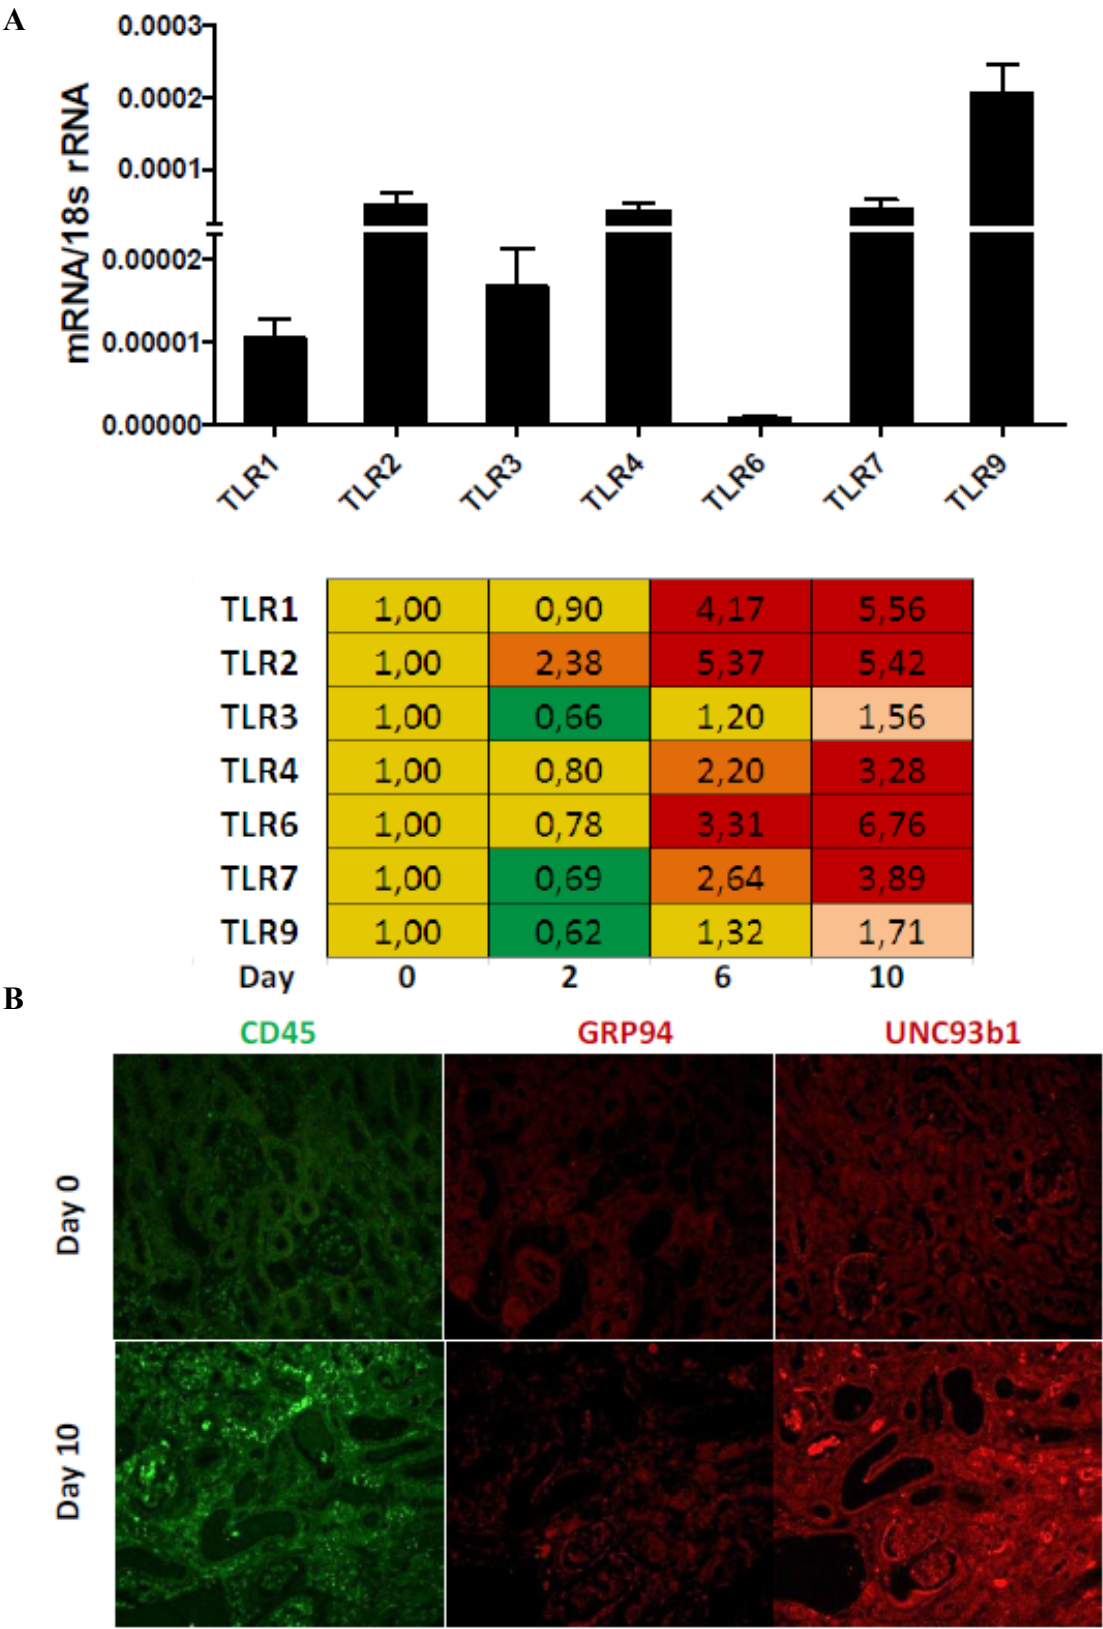 A
mRNA/18s rRNA
0.0003
0.0002
0.0001
0.00002
0.00001
0.00000
TLR1 TLR2 TLR3 TLR4 TLR6 TLR7 TLR9
TLR1 1,00 0,90 4,17 5,56
TLR2 1,00 2,38 5,37 5,42
TLR3 1,00 0,66 1,20 1,56
TLR4 1,00 0,80 2,20 3,28
TLR6 1,00 0,78 3,31 6,76
TLR7 1,00 0,69 2,64 3,89
TLR9 1,00 0,62 1,32 1,71
Day 0 2 6 10
B
CD45 GRP94 UNC93b1
Day 0
Day 10